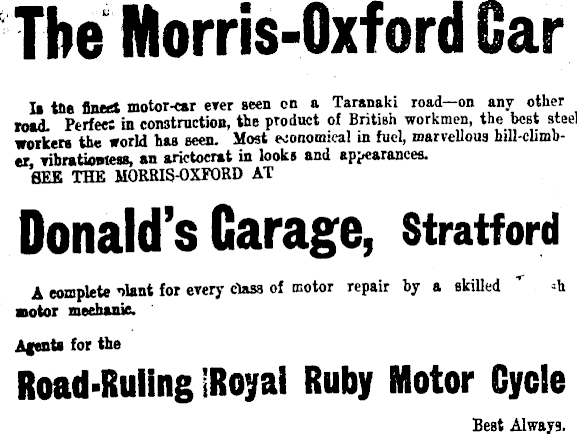 The Morris-Oxford Car
Is the finest motor-car ever seen on a Taranaki road—on any other
road. Perfect in construction, the product of British workmen, the best steel
workers the world has seen. Most economical in fuel, marvellous hill-climb-
er, vibrationless, an arictocrat in looks and appearances.
SEE THE MORRIS-OXFORD AT
Donald's Garage, Stratford
A complete plant for every class of motor repair by a skilled
motor mechanic.
Agents for the
Road-Ruling Royal Ruby Motor Cycle
Best Always.